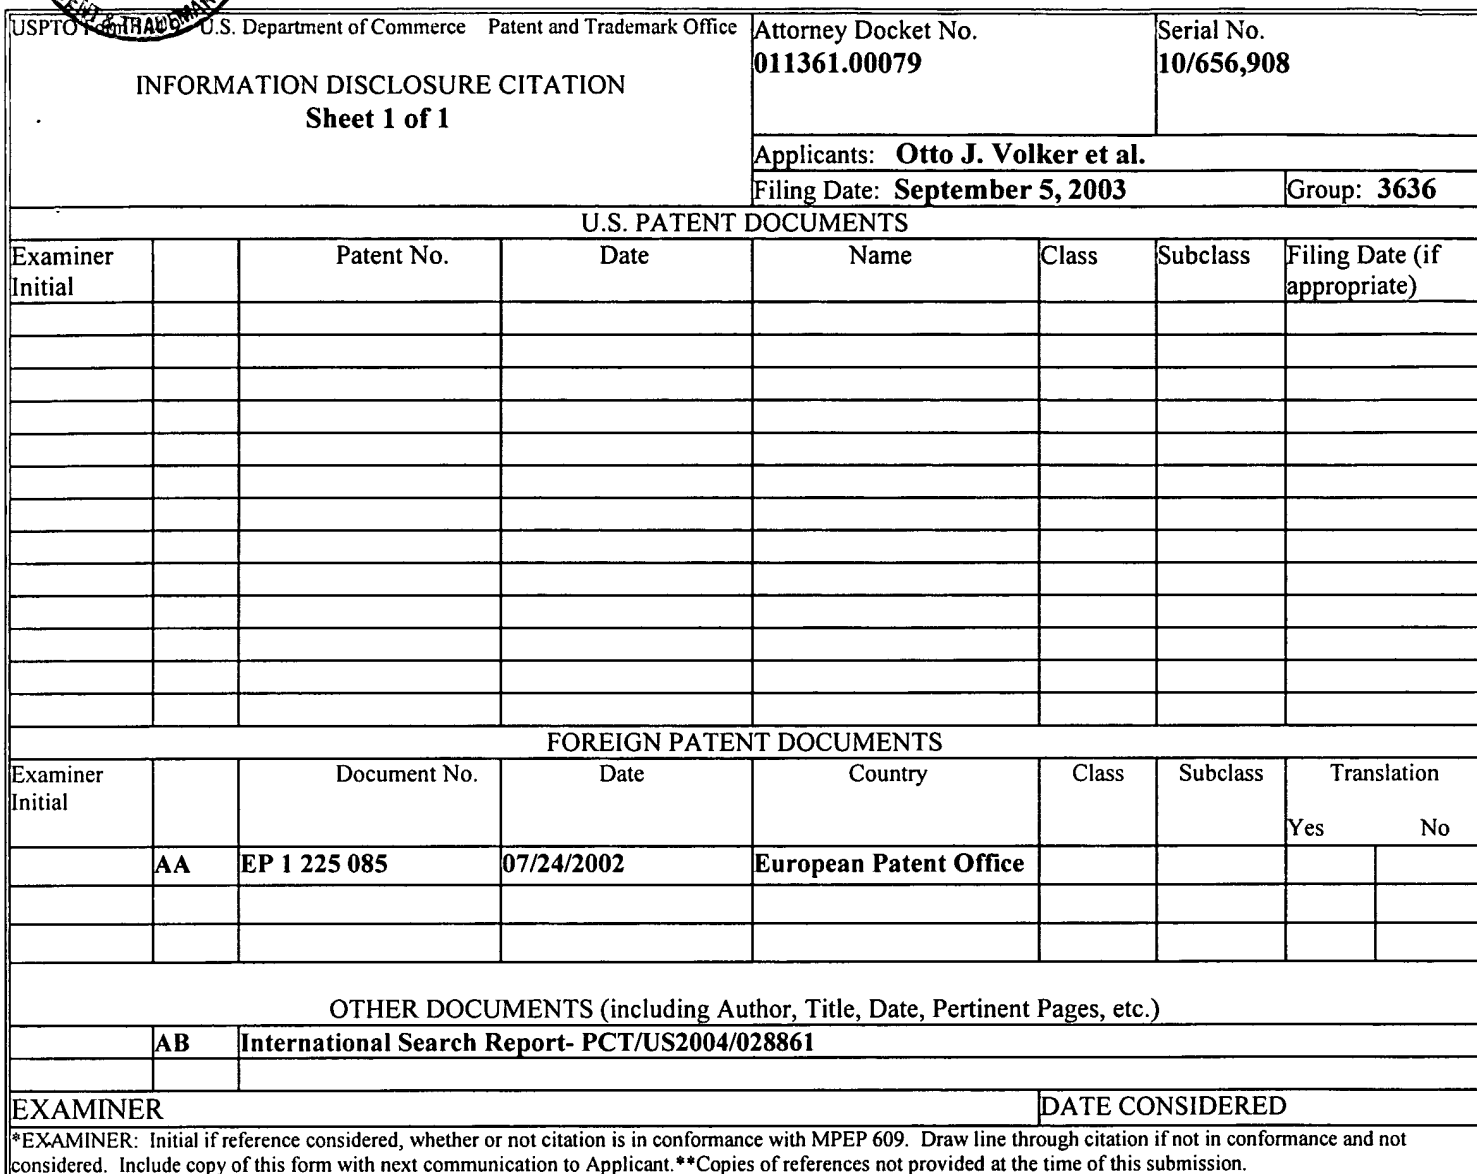 ENT & TRADEMAR
USPTO Form U.S. Department of Commerce Patent and Trademark Office
INFORMATION DISCLOSURE CITATION
Sheet 1 of 1
Attorney Docket No.
011361.00079
Serial No.
10/656,908
Applicants: Otto J. Volker et al.
Filing Date: September 5, 2003 Group: 3636
U.S. PATENT DOCUMENTS
Examiner Initial Patent No. Date Name Class Subclass Filing Date (if appropriate)
FOREIGN PATENT DOCUMENTS
Examiner Initial Document No. Date Country Class Subclass Translation
Yes No
AA EP 1 225 085 07/24/2002 European Patent Office
OTHER DOCUMENTS (including Author, Title, Date, Pertinent Pages, etc.)
AB International Search Report- PCT/US2004/028861
EXAMINER DATE CONSIDERED
*EXAMINER: Initial if reference considered, whether or not citation is in conformance with MPEP 609. Draw line through citation if not in conformance and not
considered. Include copy of this form with next communication to Applicant.**Copies of references not provided at the time of this submission.